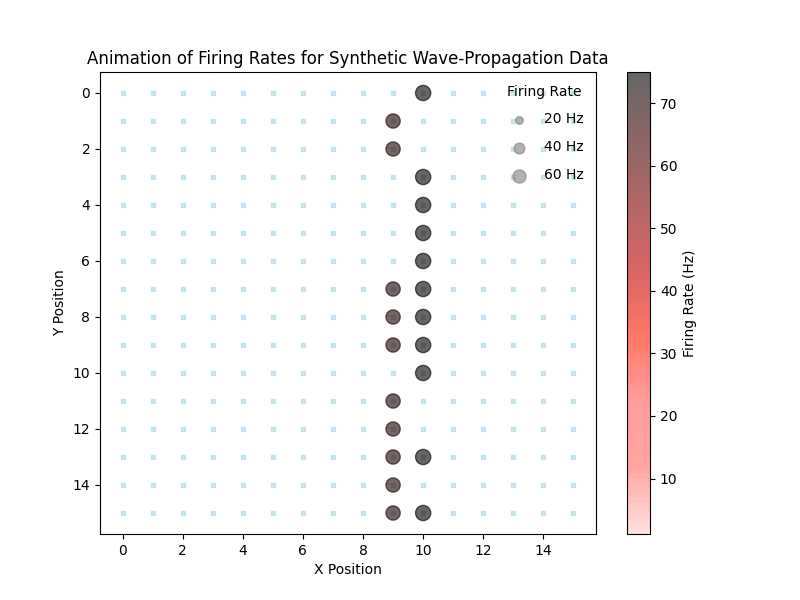 Animation of Firing Rates for Synthetic Wave-Propagation Data
Firing Rate
20 Hz
40 Hz
60 Hz
0
2
4
6
8
10
12
14
Y Position
0 2 4 6 8 10 12 14
X Position
70
60
50
40
30
20
10
Firing Rate (Hz)